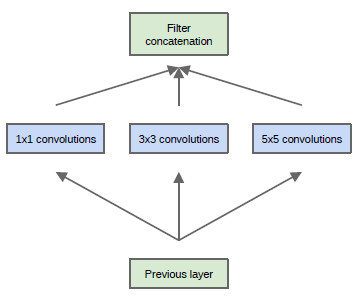 Filter
concatenation
1x1 convolutions
3x3 convolutions
5x5 convolutions
Previous layer